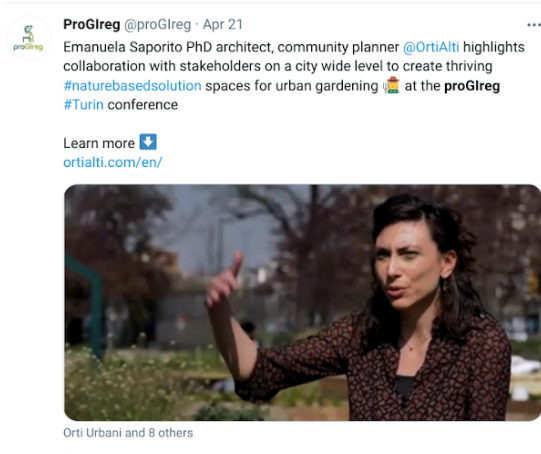 proGIreg
ProGIreg @proGIreg · Apr 21
Emanuela Saporito PhD architect, community planner @OrtiAlti highlights
collaboration with stakeholders on a city wide level to create thriving
#naturebasedsolution spaces for urban gardening 👩‍🌾 at the proGIreg
#Turin conference
Learn more ⬇️
ortialti.com/en/
Orti Urbani and 8 others